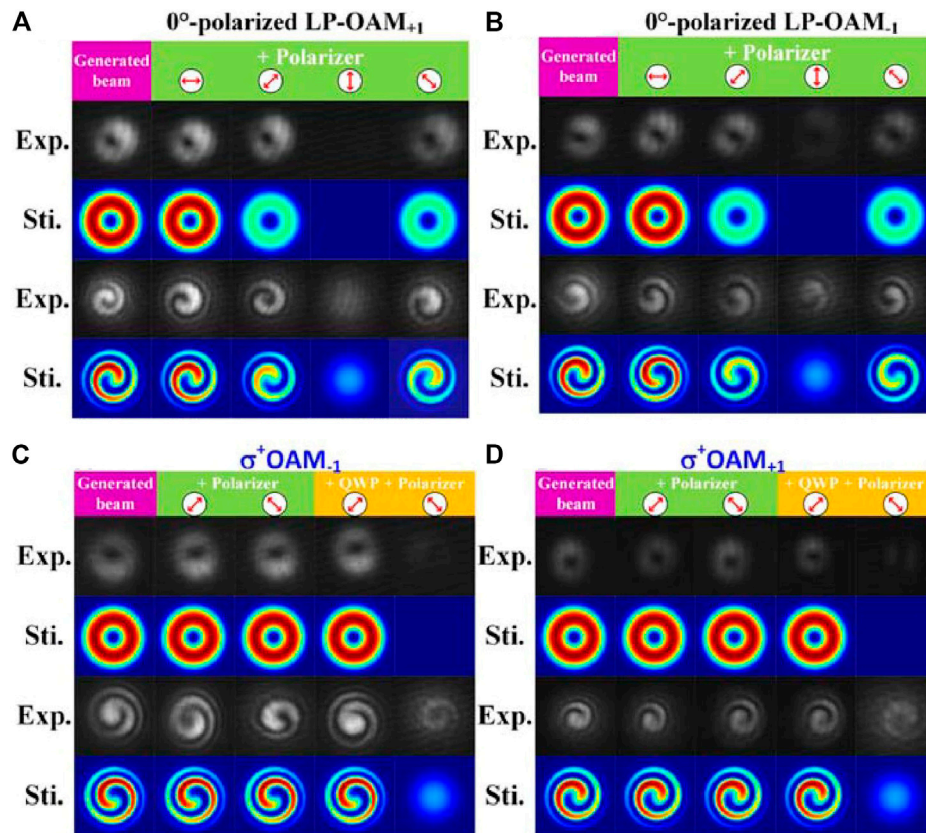 A
0°-polarized LP-OAM+1
Generated beam
+ Polarizer
Exp.
Sti.
Exp.
Sti.
B
0°-polarized LP-OAM-1
Generated beam
+ Polarizer
Exp.
Sti.
Exp.
Sti.
C
σ+OAM-1
Generated beam
+ Polarizer
+ QWP + Polarizer
Exp.
Sti.
Exp.
Sti.
D
σ+OAM+1
Generated beam
+ Polarizer
+ QWP + Polarizer
Exp.
Sti.
Exp.
Sti.